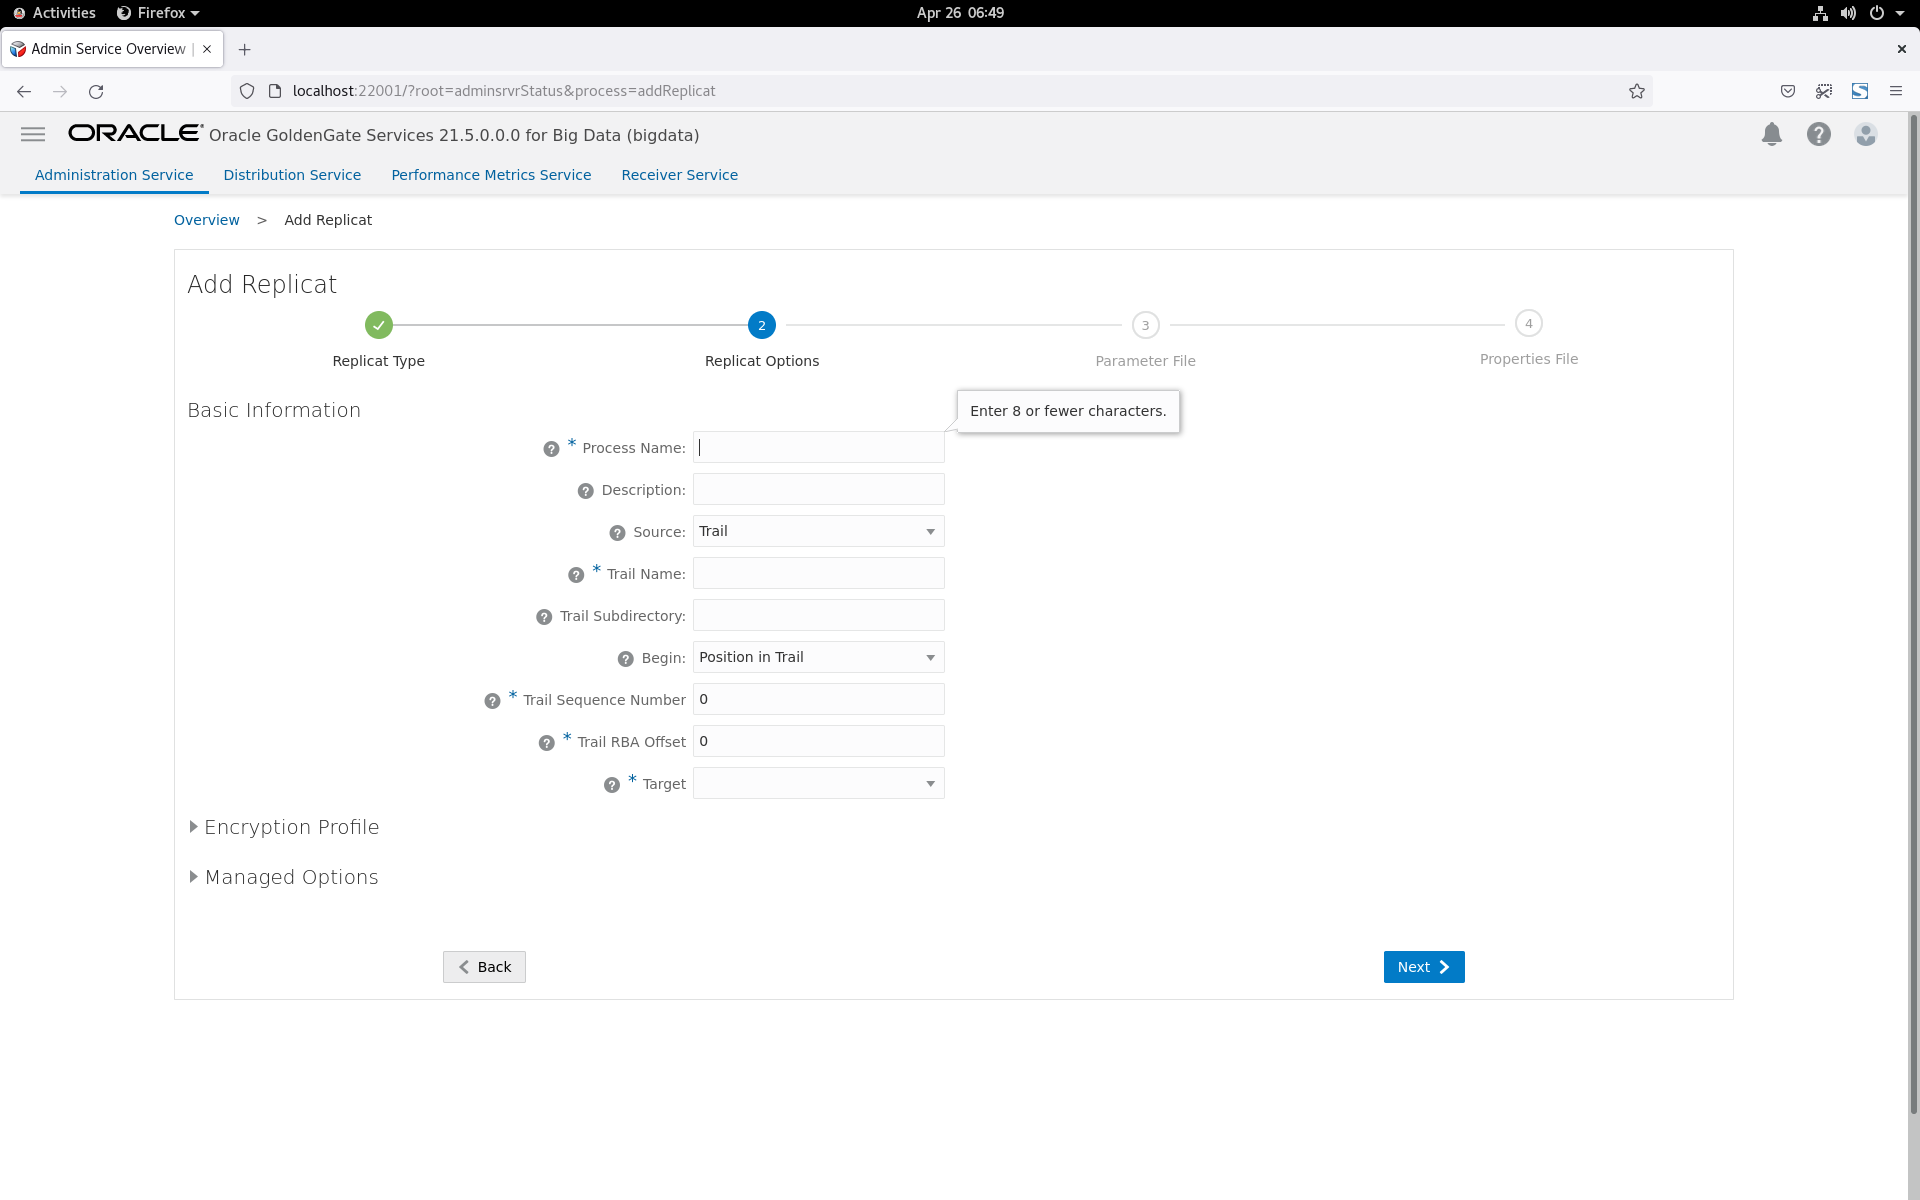 Activities Firefox Apr 26 06:49
Admin Service Overview
localhost:22001/?root=adminsrvrStatus&process=addReplicat
ORACLE Oracle GoldenGate Services 21.5.0.0.0 for Big Data (bigdata)
Administration Service Distribution Service Performance Metrics Service Receiver Service
Overview > Add Replicat
Add Replicat
2 3 4
Replicat Type Replicat Options Parameter File Properties File
Basic Information
Enter 8 or fewer characters.
? * Process Name:
? Description:
? Source: Trail
? * Trail Name:
? Trail Subdirectory:
? Begin: Position in Trail
? * Trail Sequence Number 0
? * Trail RBA Offset 0
? * Target
Encryption Profile
Managed Options
Back Next